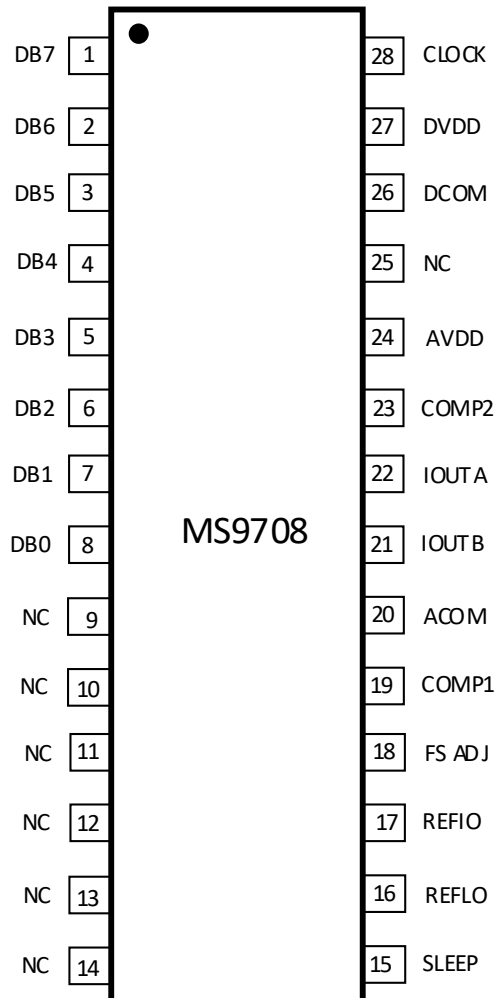 DB7 1 28 CLOCK
DB6 2 27 DVDD
DB5 3 26 DCOM
DB4 4 25 NC
DB3 5 24 AVDD
DB2 6 23 COMP2
DB1 7 22 IOUTA
DB0 8 MS9708 21 IOUTB
NC 9 20 ACOM
NC 10 19 COMP1
NC 11 18 FS ADJ
NC 12 17 REFIO
NC 13 16 REFLO
NC 14 15 SLEEP